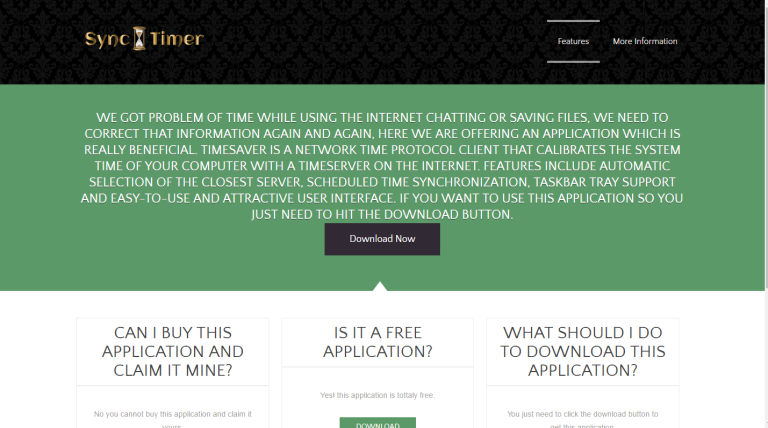 Sync Timer
Features
More Information
WE GOT PROBLEM OF TIME WHILE USING THE INTERNET CHATTING OR SAVING FILES, WE NEED TO
CORRECT THAT INFORMATION AGAIN AND AGAIN, HERE WE ARE OFFERING AN APPLICATION WHICH IS
REALLY BENEFICIAL. TIMESAVER IS A NETWORK TIME PROTOCOL CLIENT THAT CALIBRATES THE SYSTEM
TIME OF YOUR COMPUTER WITH A TIMESERVER ON THE INTERNET. FEATURES INCLUDE AUTOMATIC
SELECTION OF THE CLOSEST SERVER, SCHEDULED TIME SYNCHRONIZATION, TASKBAR TRAY SUPPORT
AND EASY-TO-USE AND ATTRACTIVE USER INTERFACE. IF YOU WANT TO USE THIS APPLICATION SO YOU
JUST NEED TO HIT THE DOWNLOAD BUTTON.
Download Now
CAN I BUY THIS
APPLICATION AND
CLAIM IT MINE?
No you cannot buy this application and claim it
yours
IS IT A FREE
APPLICATION?
Yes! this application is tottaly free.
DOWNLOAD
WHAT SHOULD I DO
TO DOWNLOAD THIS
APPLICATION?
You just need to click the download button to
get this application